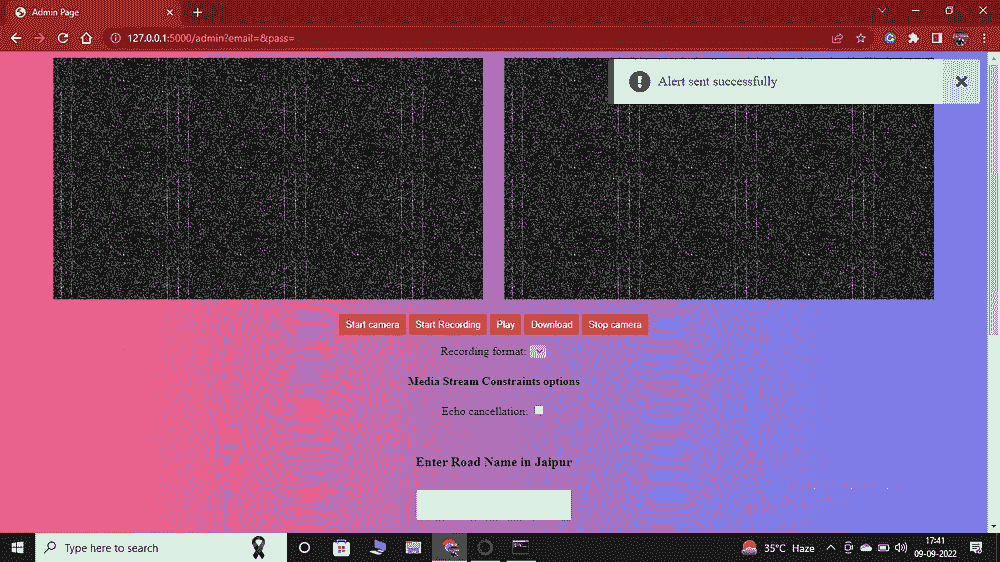 Admin Page
127.0.0.1:5000/admin?email=&pass=
Alert sent successfully
Start camera Start Recording Play Download Stop camera
Recording format:
Media Stream Constraints options
Echo cancellation:
Enter Road Name in Jaipur
Type here to search
35°C Haze
17:41
09-09-2022